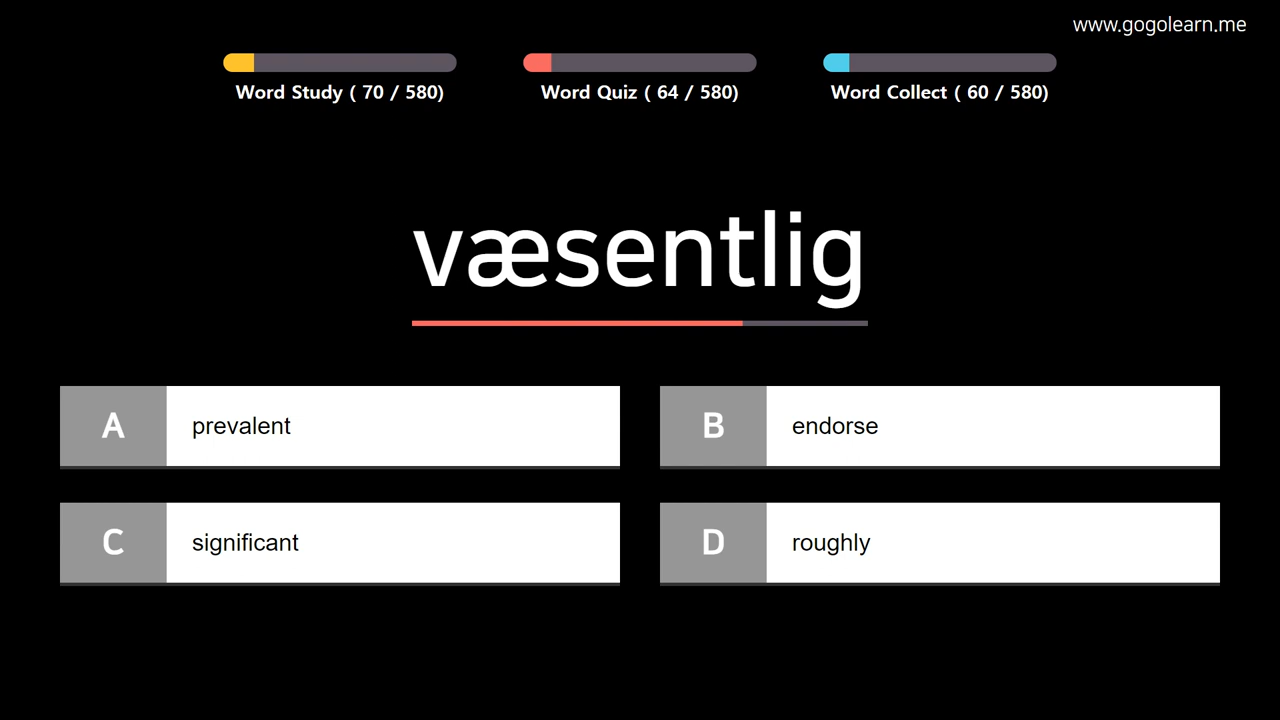 www.gogolearn.me
Word Study ( 70 / 580)
Word Quiz ( 64 / 580)
Word Collect ( 60 / 580)
væsentlig
A prevalent
B endorse
C significant
D roughly